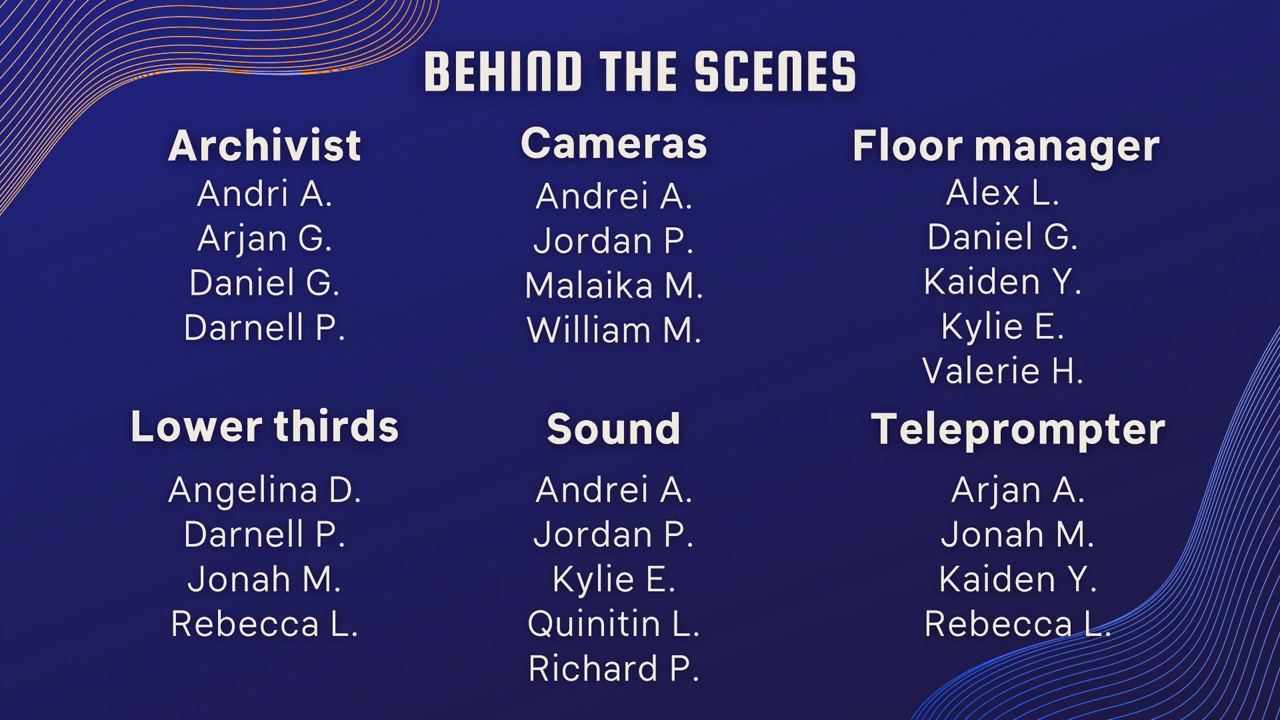 BEHIND THE SCENES
Archivist
Andri A.
Arjan G.
Daniel G.
Darnell P.
Cameras
Andrei A.
Jordan P.
Malaika M.
William M.
Floor manager
Alex L.
Daniel G.
Kaiden Y.
Kylie E.
Valerie H.
Lower thirds
Angelina D.
Darnell P.
Jonah M.
Rebecca L.
Sound
Andrei A.
Jordan P.
Kylie E.
Quinitin L.
Richard P.
Teleprompter
Arjan A.
Jonah M.
Kaiden Y.
Rebecca L.